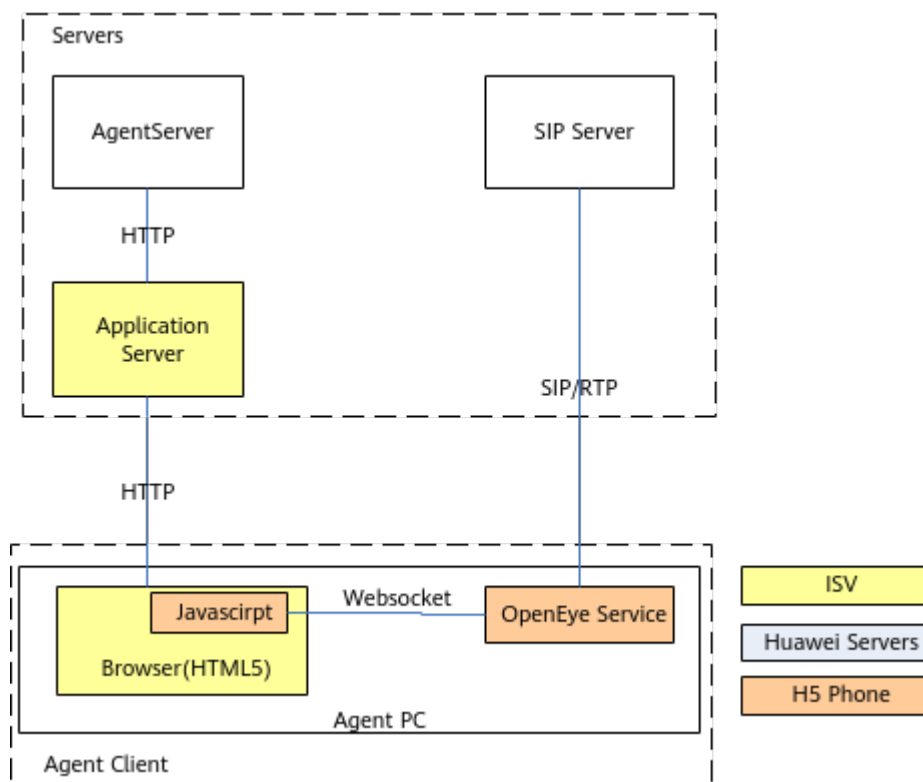 Servers
AgentServer
SIP Server
HTTP
Application
Server
SIP/RTP
HTTP
Javascirpt
Websocket
OpenEye Service
Browser(HTML5)
Agent PC
Agent Client
ISV
Huawei Servers
H5 Phone